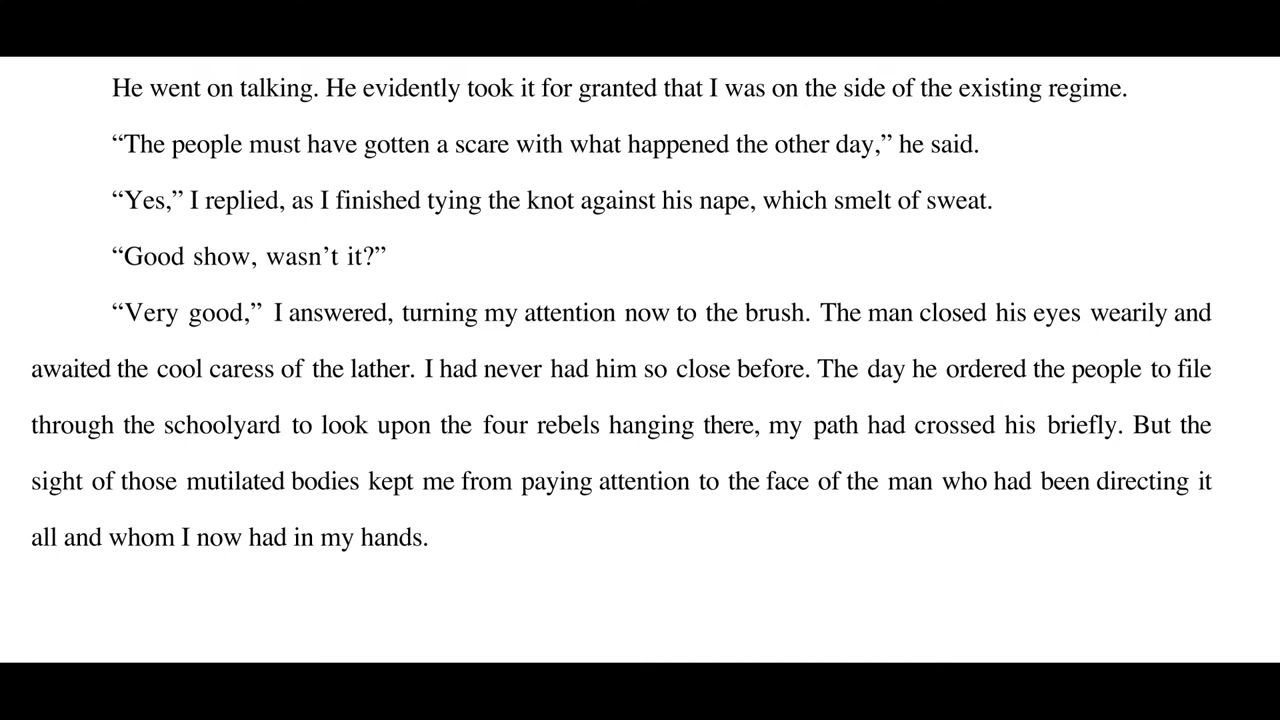 He went on talking. He evidently took it for granted that I was on the side of the existing regime.
“The people must have gotten a scare with what happened the other day,” he said.
“Yes,” I replied, as I finished tying the knot against his nape, which smelt of sweat.
“Good show, wasn’t it?”
“Very good,” I answered, turning my attention now to the brush. The man closed his eyes wearily and
awaited the cool caress of the lather. I had never had him so close before. The day he ordered the people to file
through the schoolyard to look upon the four rebels hanging there, my path had crossed his briefly. But the
sight of those mutilated bodies kept me from paying attention to the face of the man who had been directing it
all and whom I now had in my hands.